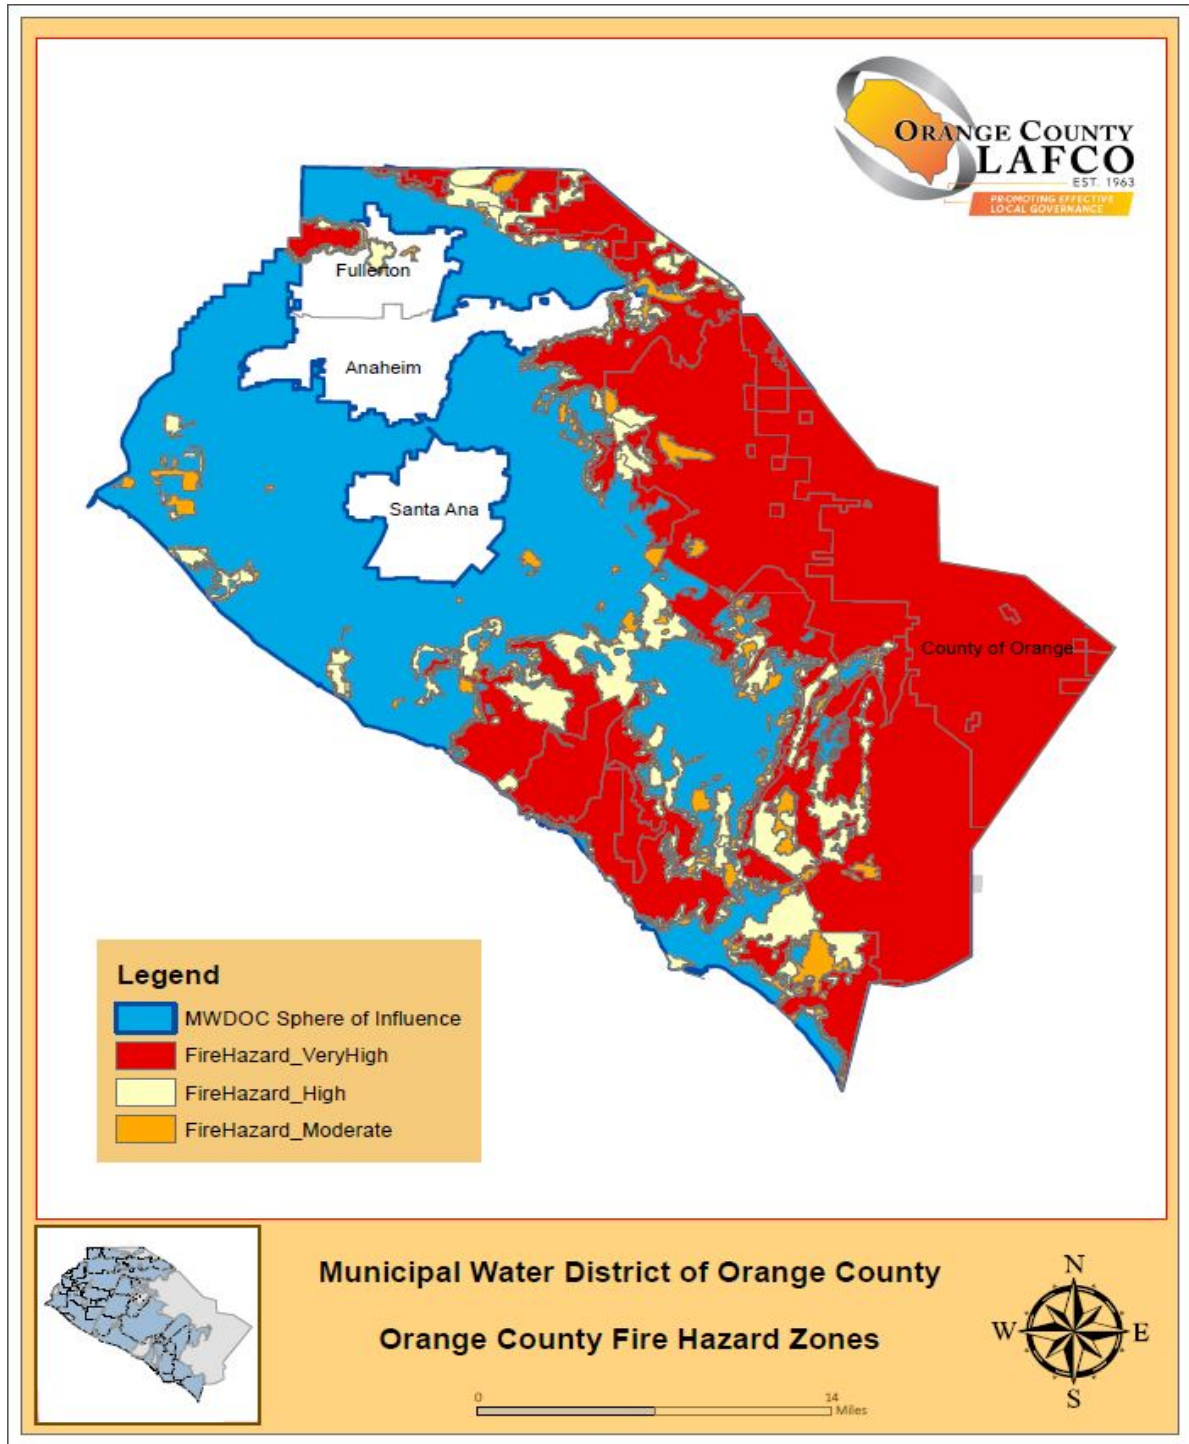 ORANGE COUNTY
LAFCO
EST. 1963
PROMOTING EFFECTIVE
LOCAL GOVERNANCE
Fullerton
Anaheim
Santa Ana
County of Orange
Legend
MWDOC Sphere of Influence
FireHazard_VeryHigh
FireHazard_High
FireHazard_Moderate
Municipal Water District of Orange County
Orange County Fire Hazard Zones
0 14
Miles
N
W E
S